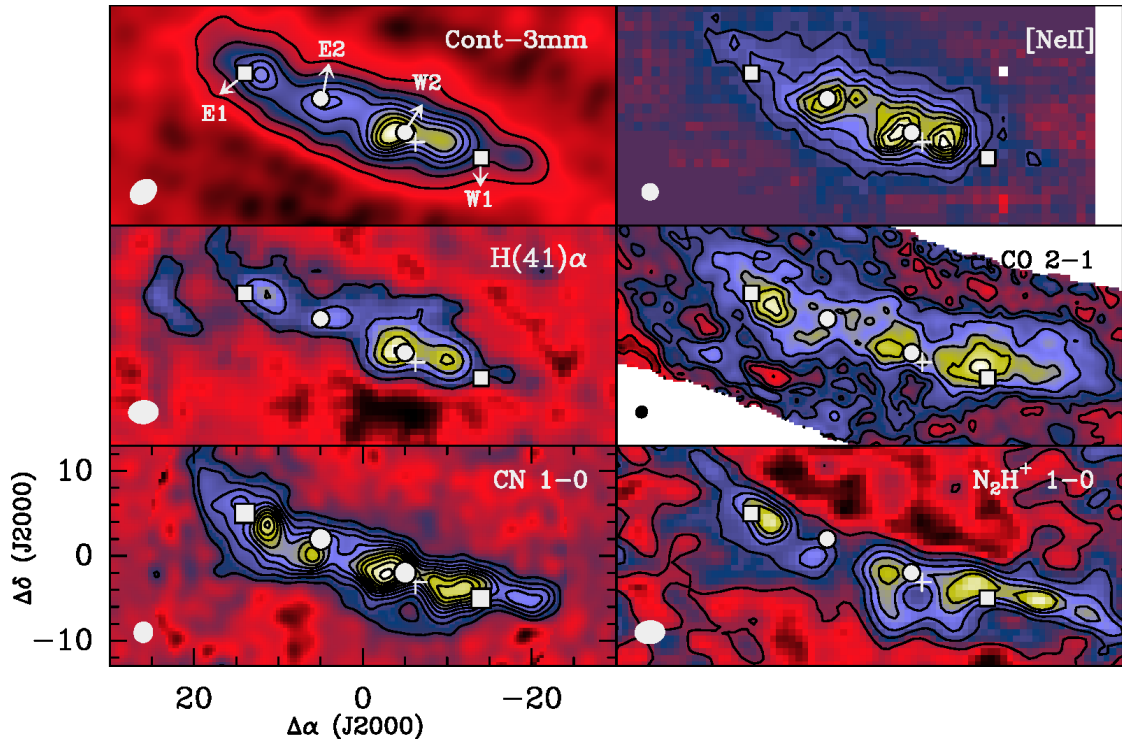 Cont-3mm
[NeII]
E2
W2
E1
W1
H(41)α
CO 2-1
CN 1-0
N₂H⁺ 1-0
10
0
-10
Δδ (J2000)
20 0 -20
Δα (J2000)